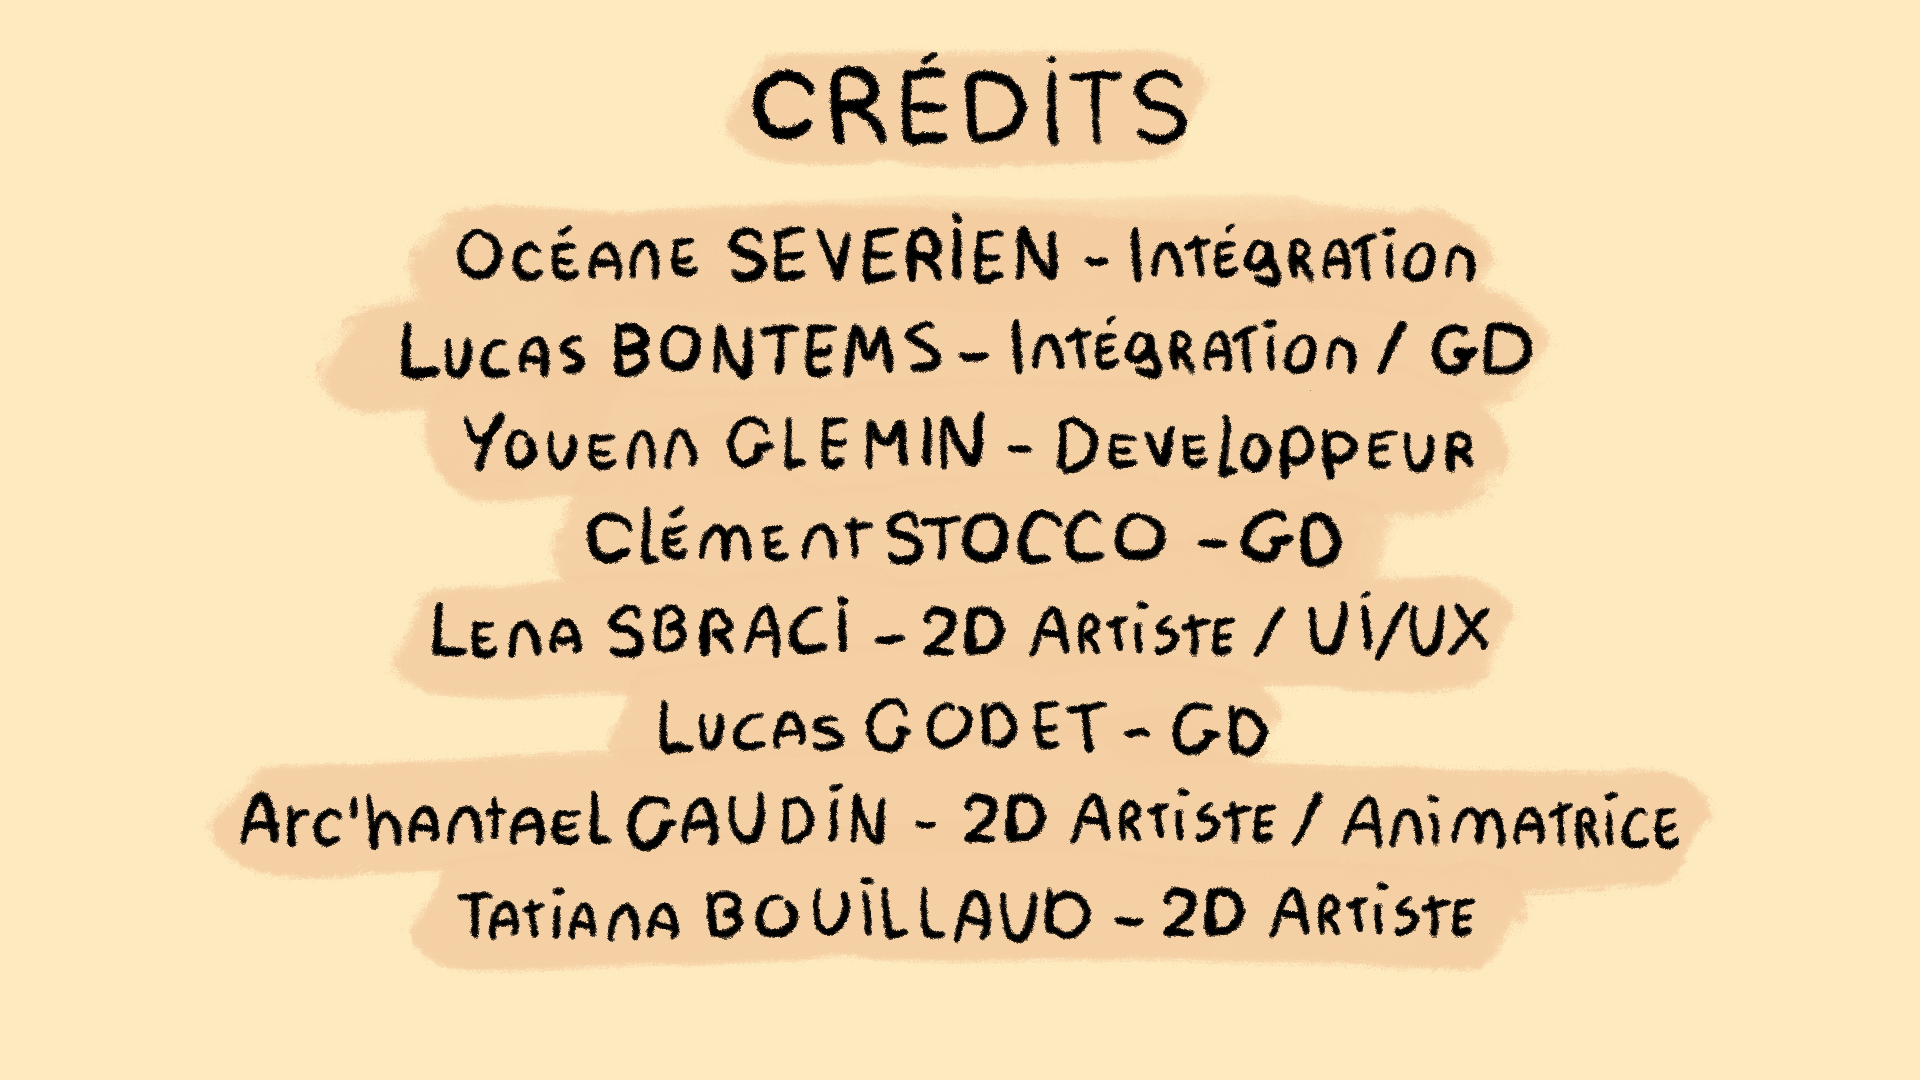 CRÉDITS
Océane SEVERIEN - Intégration
Lucas BONTEMS - Intégration / GD
Youenn GLEMIN - Developpeur
Clément STOCCO - GD
Lena SBRACI - 2D Artiste / UI/UX
Lucas GODET - GD
Arc'hantael GAUDIN - 2D Artiste / Animatrice
Tatiana BOUILLAUD - 2D Artiste